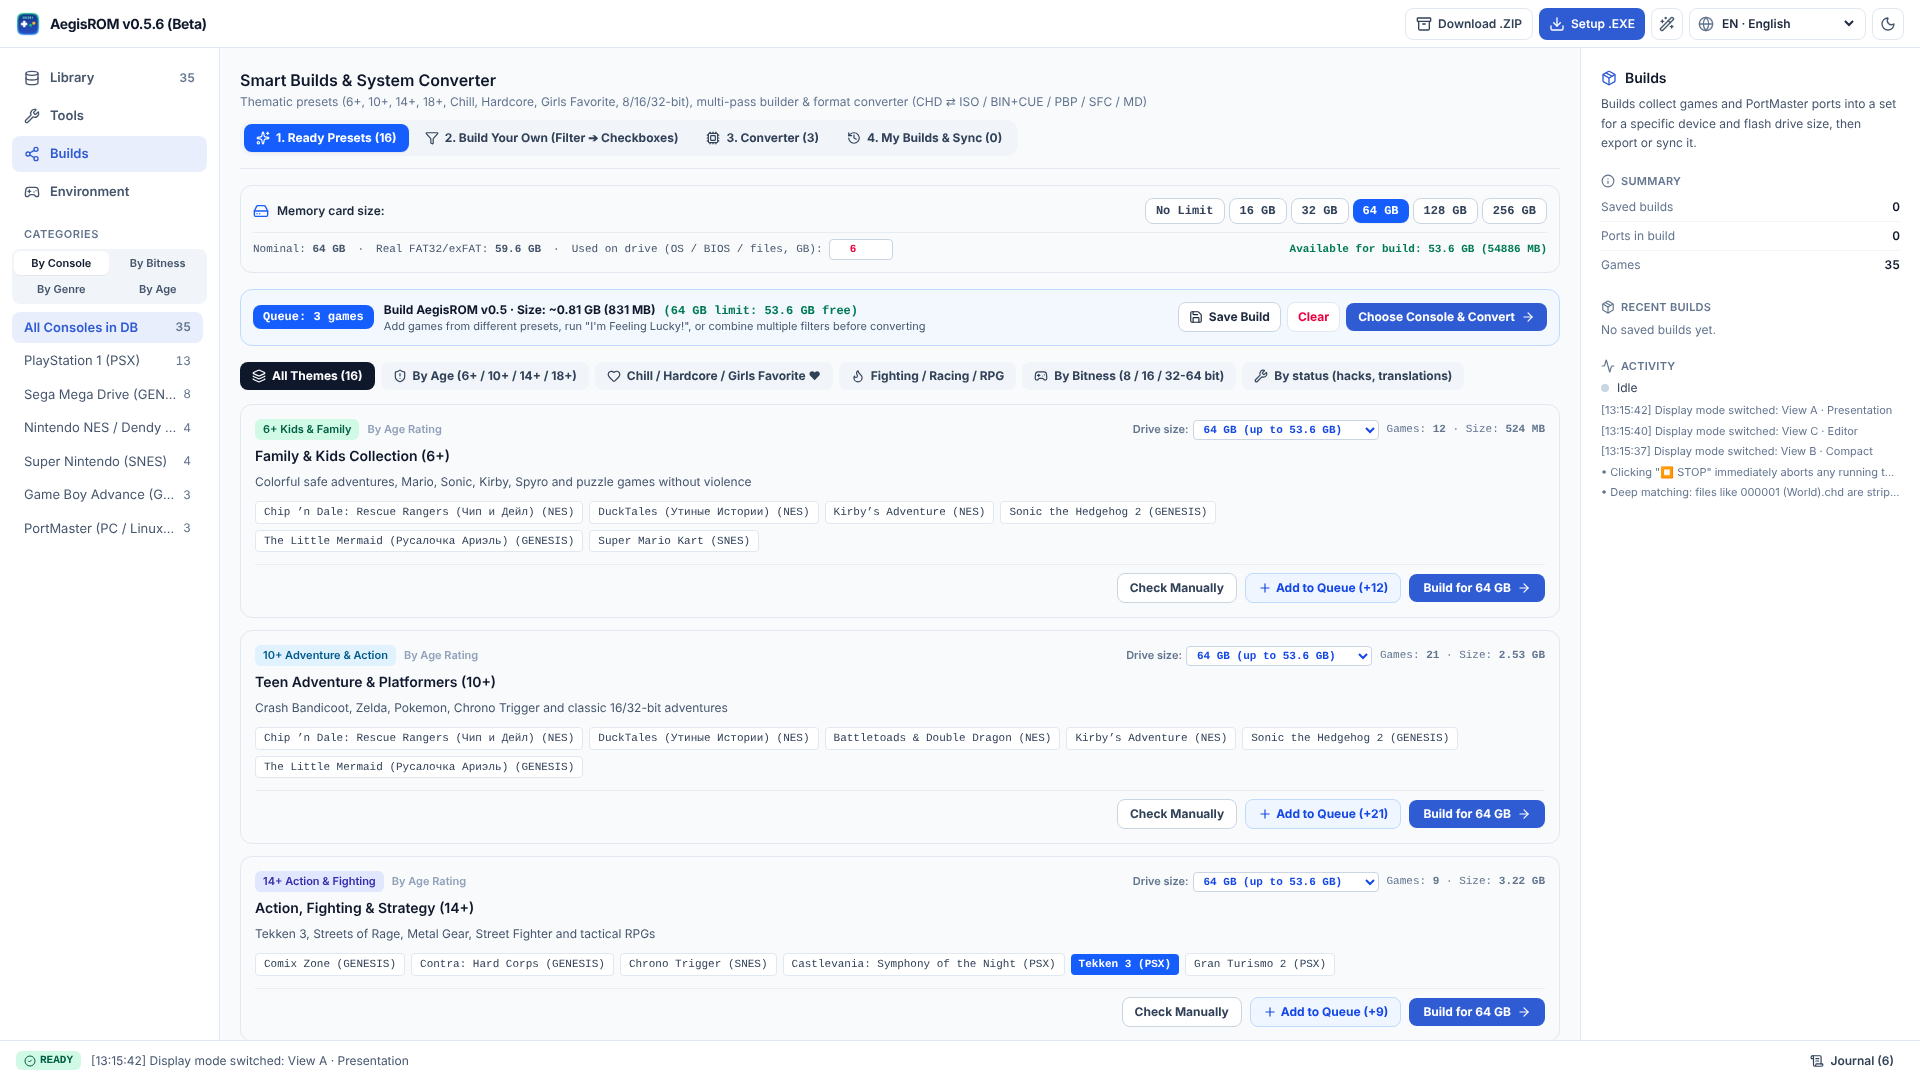 AegisROM v0.5.6 (Beta)
Download .ZIP
Setup .EXE
EN · English
Library 35
Tools
Builds
Environment
CATEGORIES
By Console
By Bitness
By Genre
By Age
All Consoles in DB 35
PlayStation 1 (PSX) 13
Sega Mega Drive (GEN... 8
Nintendo NES / Dendy ... 4
Super Nintendo (SNES) 4
Game Boy Advance (G... 3
PortMaster (PC / Linux... 3
Smart Builds & System Converter
Thematic presets (6+, 10+, 14+, 18+, Chill, Hardcore, Girls Favorite, 8/16/32-bit), multi-pass builder & format converter (CHD ⇄ ISO / BIN+CUE / PBP / SFC / MD)
1. Ready Presets (16)
2. Build Your Own (Filter ➔ Checkboxes)
3. Converter (3)
4. My Builds & Sync (0)
Memory card size:
No Limit
16 GB
32 GB
64 GB
128 GB
256 GB
Nominal: 64 GB · Real FAT32/exFAT: 59.6 GB · Used on drive (OS / BIOS / files, GB): 6
Available for build: 53.6 GB (54886 MB)
Queue: 3 games
Build AegisROM v0.5 · Size: ~0.81 GB (831 MB) (64 GB limit: 53.6 GB free)
Add games from different presets, run "I'm Feeling Lucky!", or combine multiple filters before converting
Save Build
Clear
Choose Console & Convert
All Themes (16)
By Age (6+ / 10+ / 14+ / 18+)
Chill / Hardcore / Girls Favorite ♥
Fighting / Racing / RPG
By Bitness (8 / 16 / 32-64 bit)
By status (hacks, translations)
6+ Kids & Family
By Age Rating
Drive size: 64 GB (up to 53.6 GB)
Games: 12 · Size: 524 MB
Family & Kids Collection (6+)
Colorful safe adventures, Mario, Sonic, Kirby, Spyro and puzzle games without violence
Chip ’n Dale: Rescue Rangers (Чип и Дейл) (NES)
DuckTales (Утиные Истории) (NES)
Kirby’s Adventure (NES)
Sonic the Hedgehog 2 (GENESIS)
The Little Mermaid (Русалочка Ариэль) (GENESIS)
Super Mario Kart (SNES)
Check Manually
Add to Queue (+12)
Build for 64 GB
10+ Adventure & Action
By Age Rating
Drive size: 64 GB (up to 53.6 GB)
Games: 21 · Size: 2.53 GB
Teen Adventure & Platformers (10+)
Crash Bandicoot, Zelda, Pokemon, Chrono Trigger and classic 16/32-bit adventures
Chip ’n Dale: Rescue Rangers (Чип и Дейл) (NES)
DuckTales (Утиные Истории) (NES)
Battletoads & Double Dragon (NES)
Kirby’s Adventure (NES)
Sonic the Hedgehog 2 (GENESIS)
The Little Mermaid (Русалочка Ариэль) (GENESIS)
Check Manually
Add to Queue (+21)
Build for 64 GB
14+ Action & Fighting
By Age Rating
Drive size: 64 GB (up to 53.6 GB)
Games: 9 · Size: 3.22 GB
Action, Fighting & Strategy (14+)
Tekken 3, Streets of Rage, Metal Gear, Street Fighter and tactical RPGs
Comix Zone (GENESIS)
Contra: Hard Corps (GENESIS)
Chrono Trigger (SNES)
Castlevania: Symphony of the Night (PSX)
Tekken 3 (PSX)
Gran Turismo 2 (PSX)
Check Manually
Add to Queue (+9)
Build for 64 GB
Builds
Builds collect games and PortMaster ports into a set
for a specific device and flash drive size, then
export or sync it.
SUMMARY
Saved builds 0
Ports in build 0
Games 35
RECENT BUILDS
No saved builds yet.
ACTIVITY
Idle
[13:15:42] Display mode switched: View A · Presentation
[13:15:40] Display mode switched: View C · Editor
[13:15:37] Display mode switched: View B · Compact
• Clicking "⏹ STOP" immediately aborts any running t...
• Deep matching: files like 000001 (World).chd are strip...
READY
[13:15:42] Display mode switched: View A · Presentation
Journal (6)